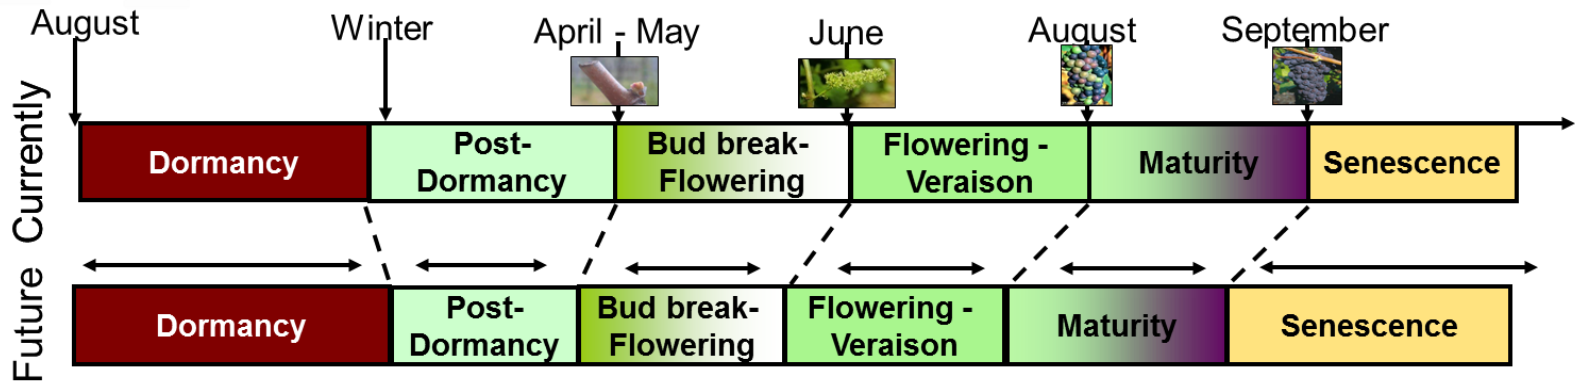 August
Winter
April - May
June
August
September
Currently
Dormancy
Post-
Dormancy
Bud break-
Flowering
Flowering -
Veraison
Maturity
Senescence
Future
Dormancy
Post-
Dormancy
Bud break-
Flowering
Flowering -
Veraison
Maturity
Senescence